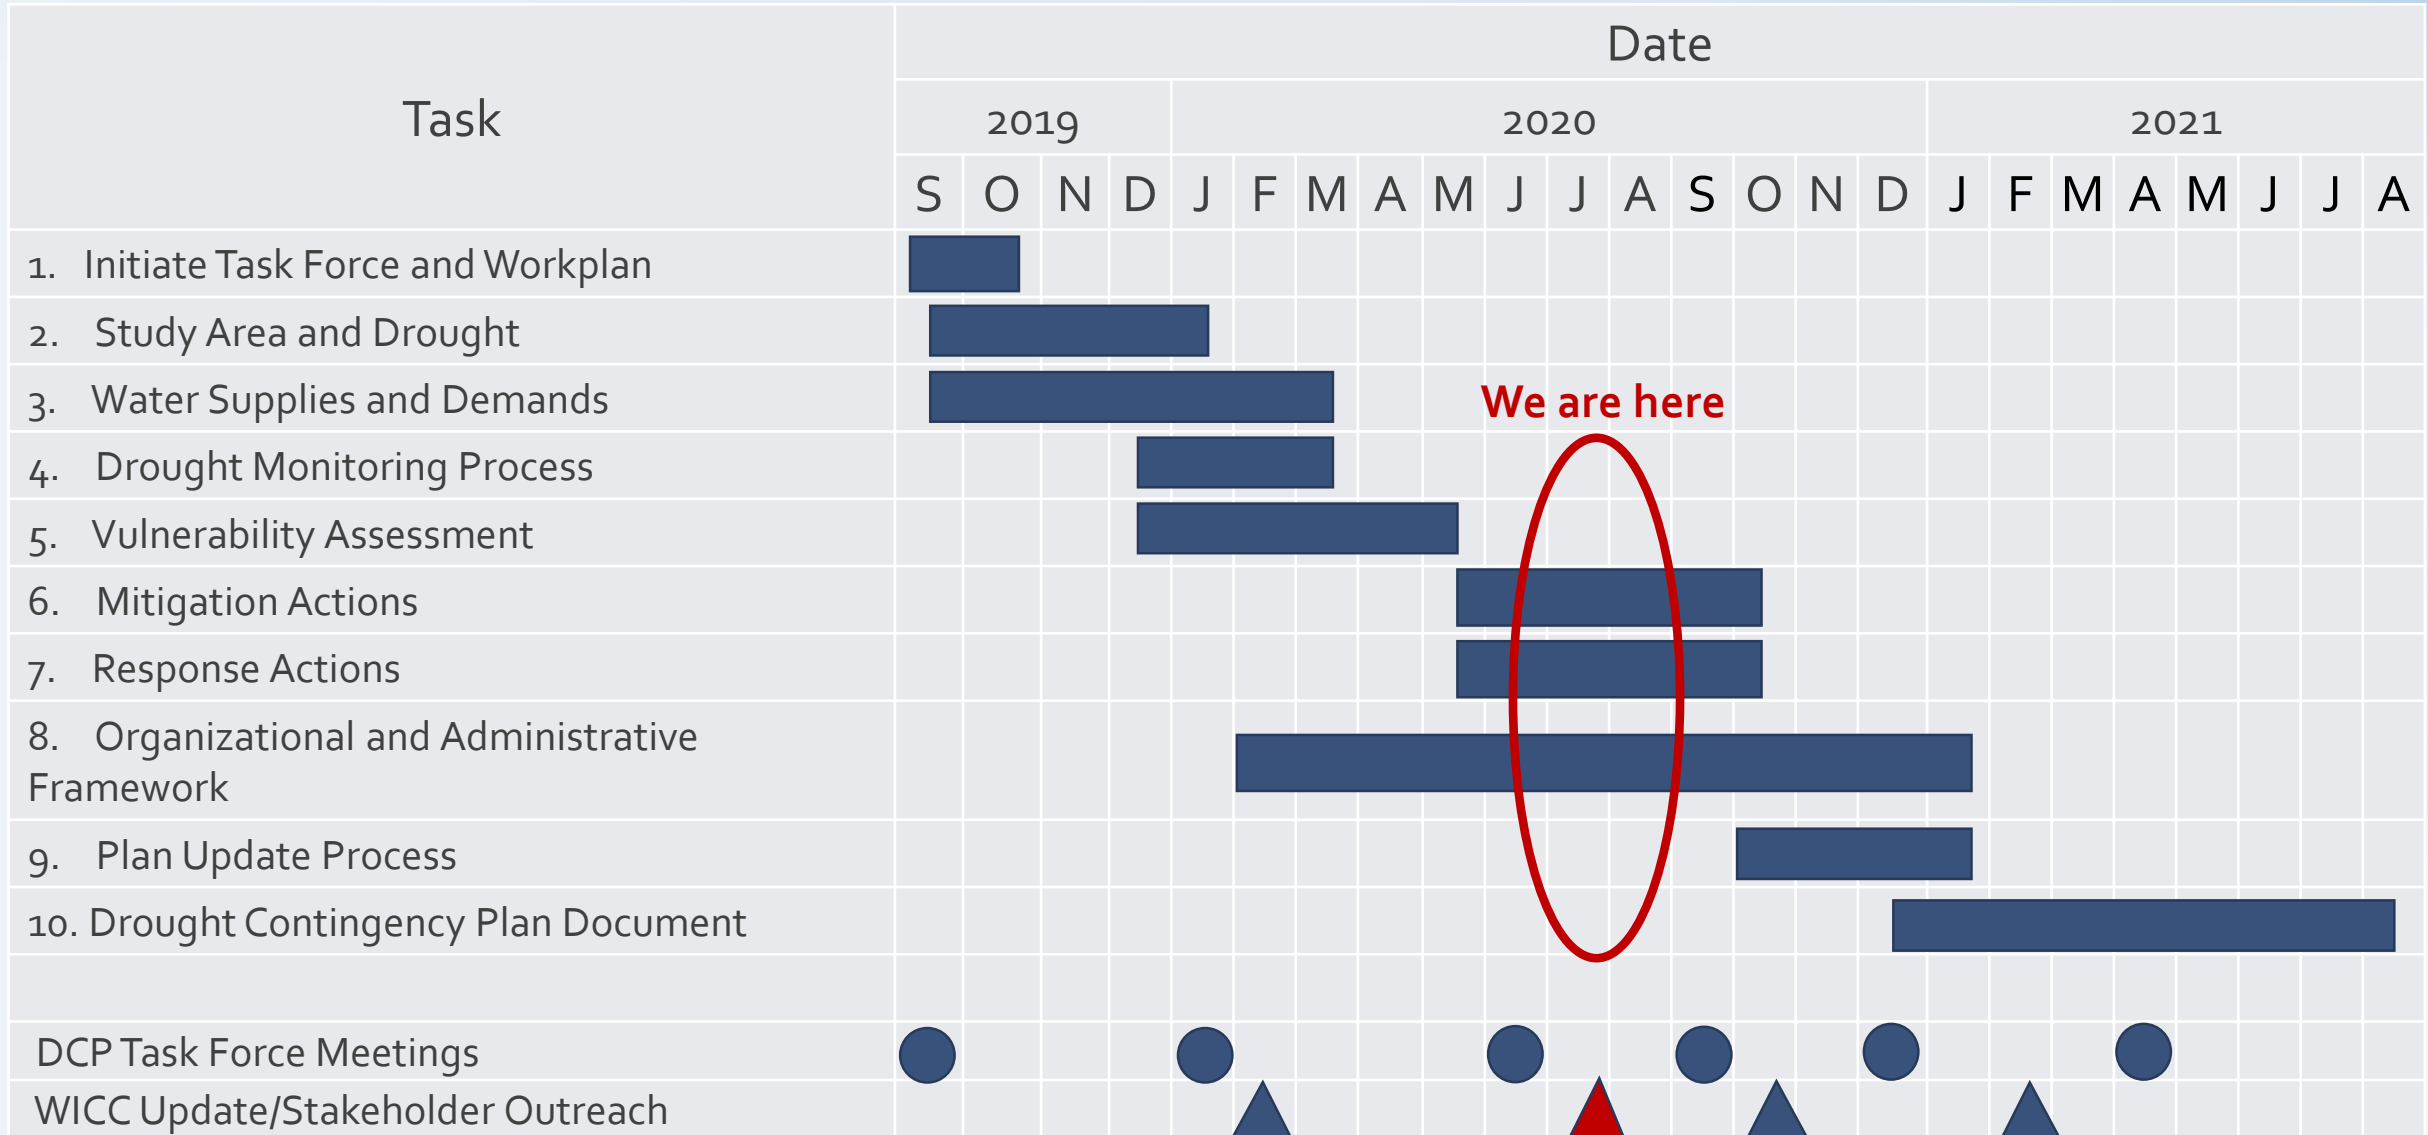 Task
Date
2019 2020 2021
S O N D J F M A M J J A S O N D J F M A M J J A
1. Initiate Task Force and Workplan
2. Study Area and Drought
3. Water Supplies and Demands
We are here
4. Drought Monitoring Process
5. Vulnerability Assessment
6. Mitigation Actions
7. Response Actions
8. Organizational and Administrative
Framework
9. Plan Update Process
10. Drought Contingency Plan Document
DCP Task Force Meetings
WICC Update/Stakeholder Outreach